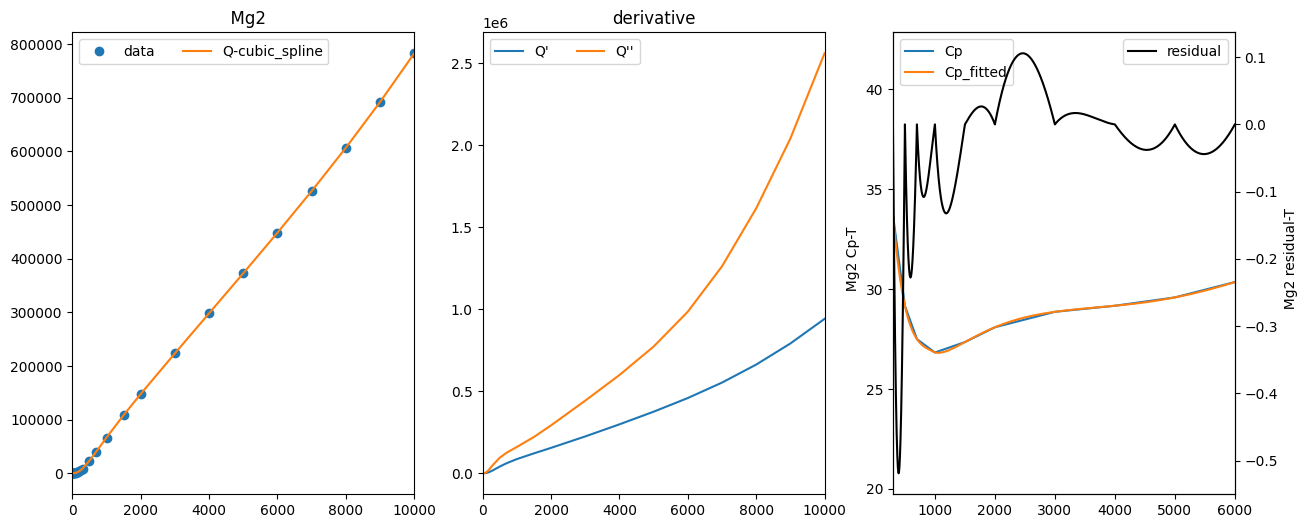 Mg2
data
Q-cubic_spline
800000
700000
600000
500000
400000
300000
200000
100000
0
0 2000 4000 6000 8000 10000
derivative
1e6
Q' Q''
2.5
2.0
1.5
1.0
0.5
0.0
0 2000 4000 6000 8000 10000
Cp
Cp_fitted
residual
Mg2 Cp-T
40
35
30
25
20
1000 2000 3000 4000 5000 6000
0.1
0.0
−0.1
−0.2
−0.3
−0.4
−0.5
Mg2 residual-T